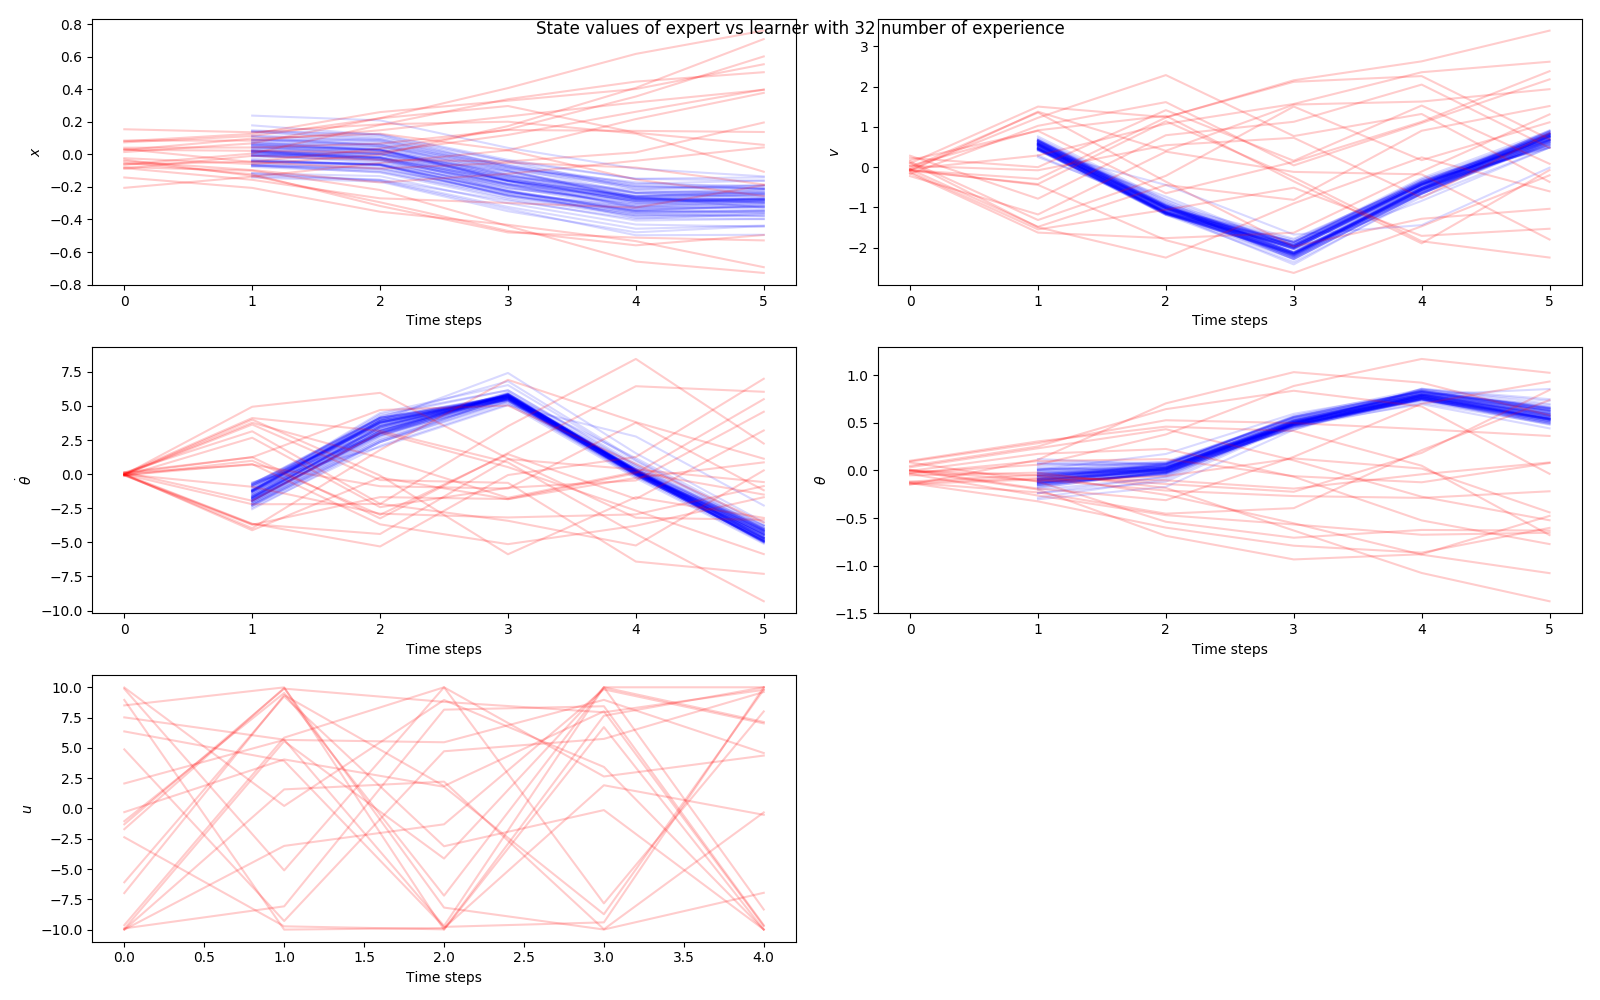 State values of expert vs learner with 32 number of experience
0.8
0.6
0.4
0.2
0.0
−0.2
−0.4
−0.6
−0.8
x
0 1 2 3 4 5
Time steps
3
2
1
0
−1
−2
v
0 1 2 3 4 5
Time steps
7.5
5.0
2.5
0.0
−2.5
−5.0
−7.5
−10.0
θ̇
0 1 2 3 4 5
Time steps
1.0
0.5
0.0
−0.5
−1.0
−1.5
θ
0 1 2 3 4 5
Time steps
10.0
7.5
5.0
2.5
0.0
−2.5
−5.0
−7.5
−10.0
u
0.0 0.5 1.0 1.5 2.0 2.5 3.0 3.5 4.0
Time steps